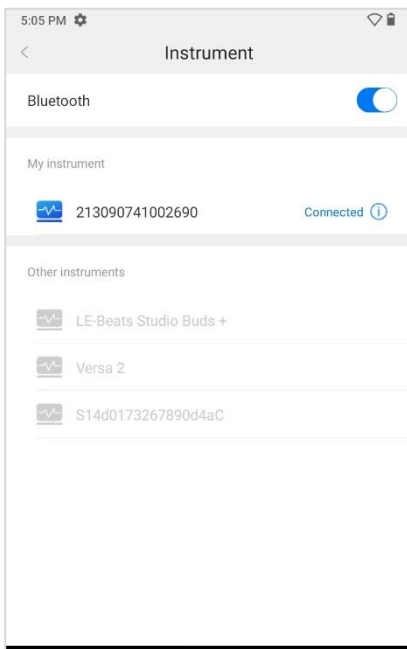 5:05 PM
Instrument
Bluetooth
My instrument
213090741002690 Connected
Other instruments
LE-Beats Studio Buds +
Versa 2
S14d0173267890d4aC